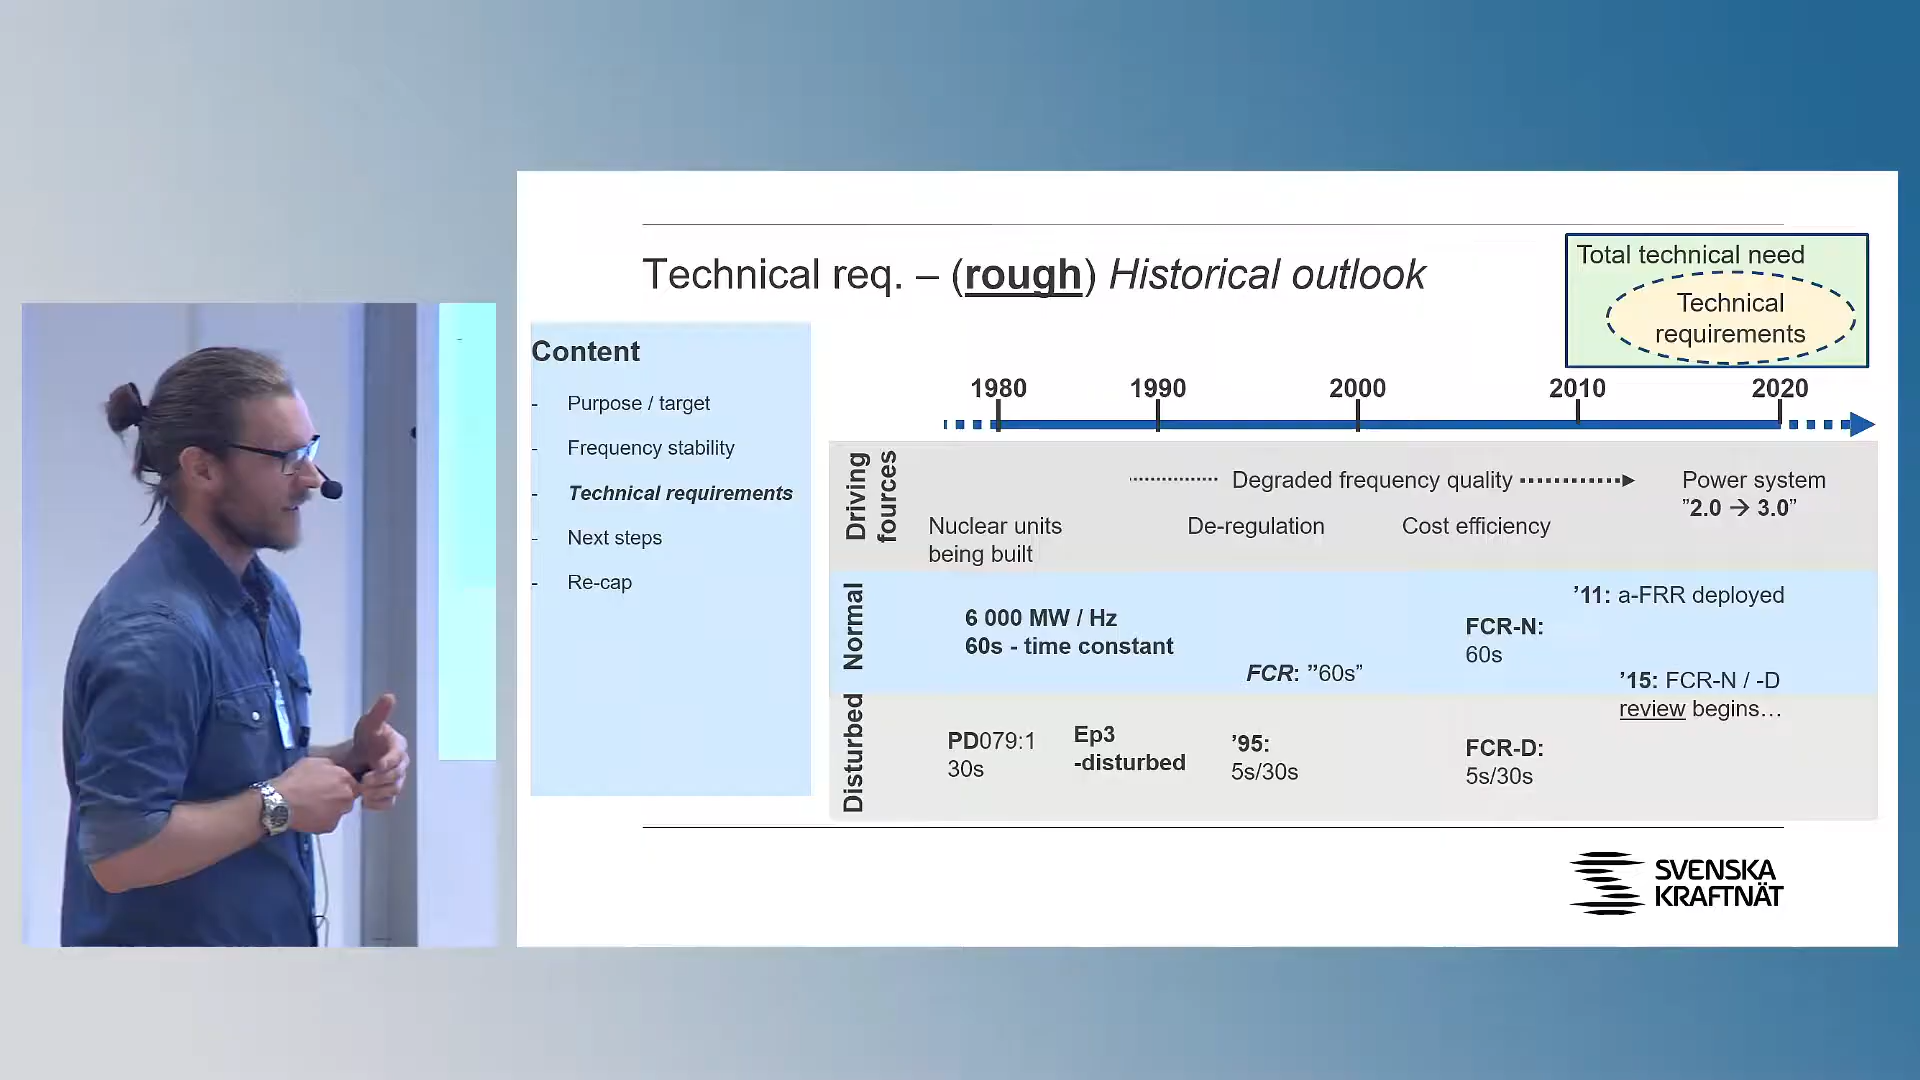 Technical req. – (rough) Historical outlook
Total technical need
Technical
requirements
Content
- Purpose / target
- Frequency stability
- Technical requirements
- Next steps
- Re-cap
1980 1990 2000 2010 2020
Driving
fources
Degraded frequency quality
Power system
”2.0 → 3.0”
Nuclear units
being built
De-regulation
Cost efficiency
Normal
6 000 MW / Hz
60s - time constant
FCR: ”60s”
FCR-N:
60s
’11: a-FRR deployed
’15: FCR-N / -D
review begins…
Disturbed
PD079:1
30s
Ep3
-disturbed
’95:
5s/30s
FCR-D:
5s/30s
SVENSKA
KRAFTNÄT